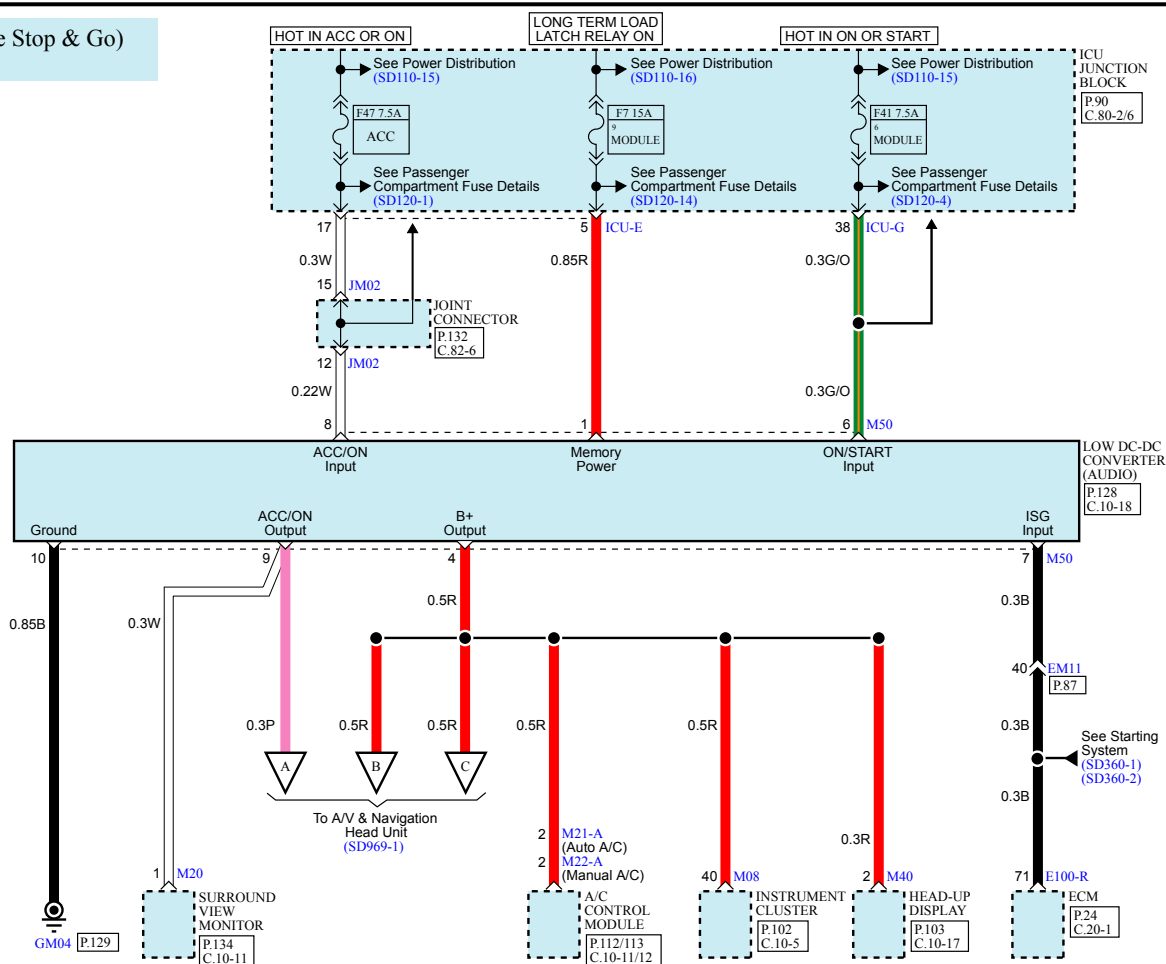 e Stop & Go)
HOT IN ACC OR ON
LONG TERM LOAD
LATCH RELAY ON
HOT IN ON OR START
See Power Distribution
(SD110-15)
See Power Distribution
(SD110-16)
See Power Distribution
(SD110-15)
ICU
JUNCTION
BLOCK
P.90
C.80-2/6
F47 7.5A
ACC
F7 15A
9
MODULE
F41 7.5A
6
MODULE
See Passenger
Compartment Fuse Details
(SD120-1)
See Passenger
Compartment Fuse Details
(SD120-14)
See Passenger
Compartment Fuse Details
(SD120-4)
17
5 ICU-E
38 ICU-G
0.3W
0.85R
0.3G/O
15 JM02
JOINT
CONNECTOR
P.132
C.82-6
12 JM02
0.22W
0.3G/O
8
1
6 M50
ACC/ON
Input
Memory
Power
ON/START
Input
LOW DC-DC
CONVERTER
(AUDIO)
P.128
C.10-18
Ground
ACC/ON
Output
B+
Output
ISG
Input
10
9
4
7 M50
0.85B
0.3W
0.5R
0.3B
40 EM11
P.87
0.3P
0.5R
0.5R
0.5R
0.5R
0.3B
See Starting
System
(SD360-1)
(SD360-2)
A
B
C
0.3B
To A/V & Navigation
Head Unit
(SD969-1)
2 M21-A
(Auto A/C)
2 M22-A
(Manual A/C)
0.3R
1 M20
40 M08
2 M40
71 E100-R
SURROUND
VIEW
MONITOR
P.134
C.10-11
A/C
CONTROL
MODULE
P.112/113
C.10-11/12
INSTRUMENT
CLUSTER
P.102
C.10-5
HEAD-UP
DISPLAY
P.103
C.10-17
ECM
P.24
C.20-1
GM04 P.129